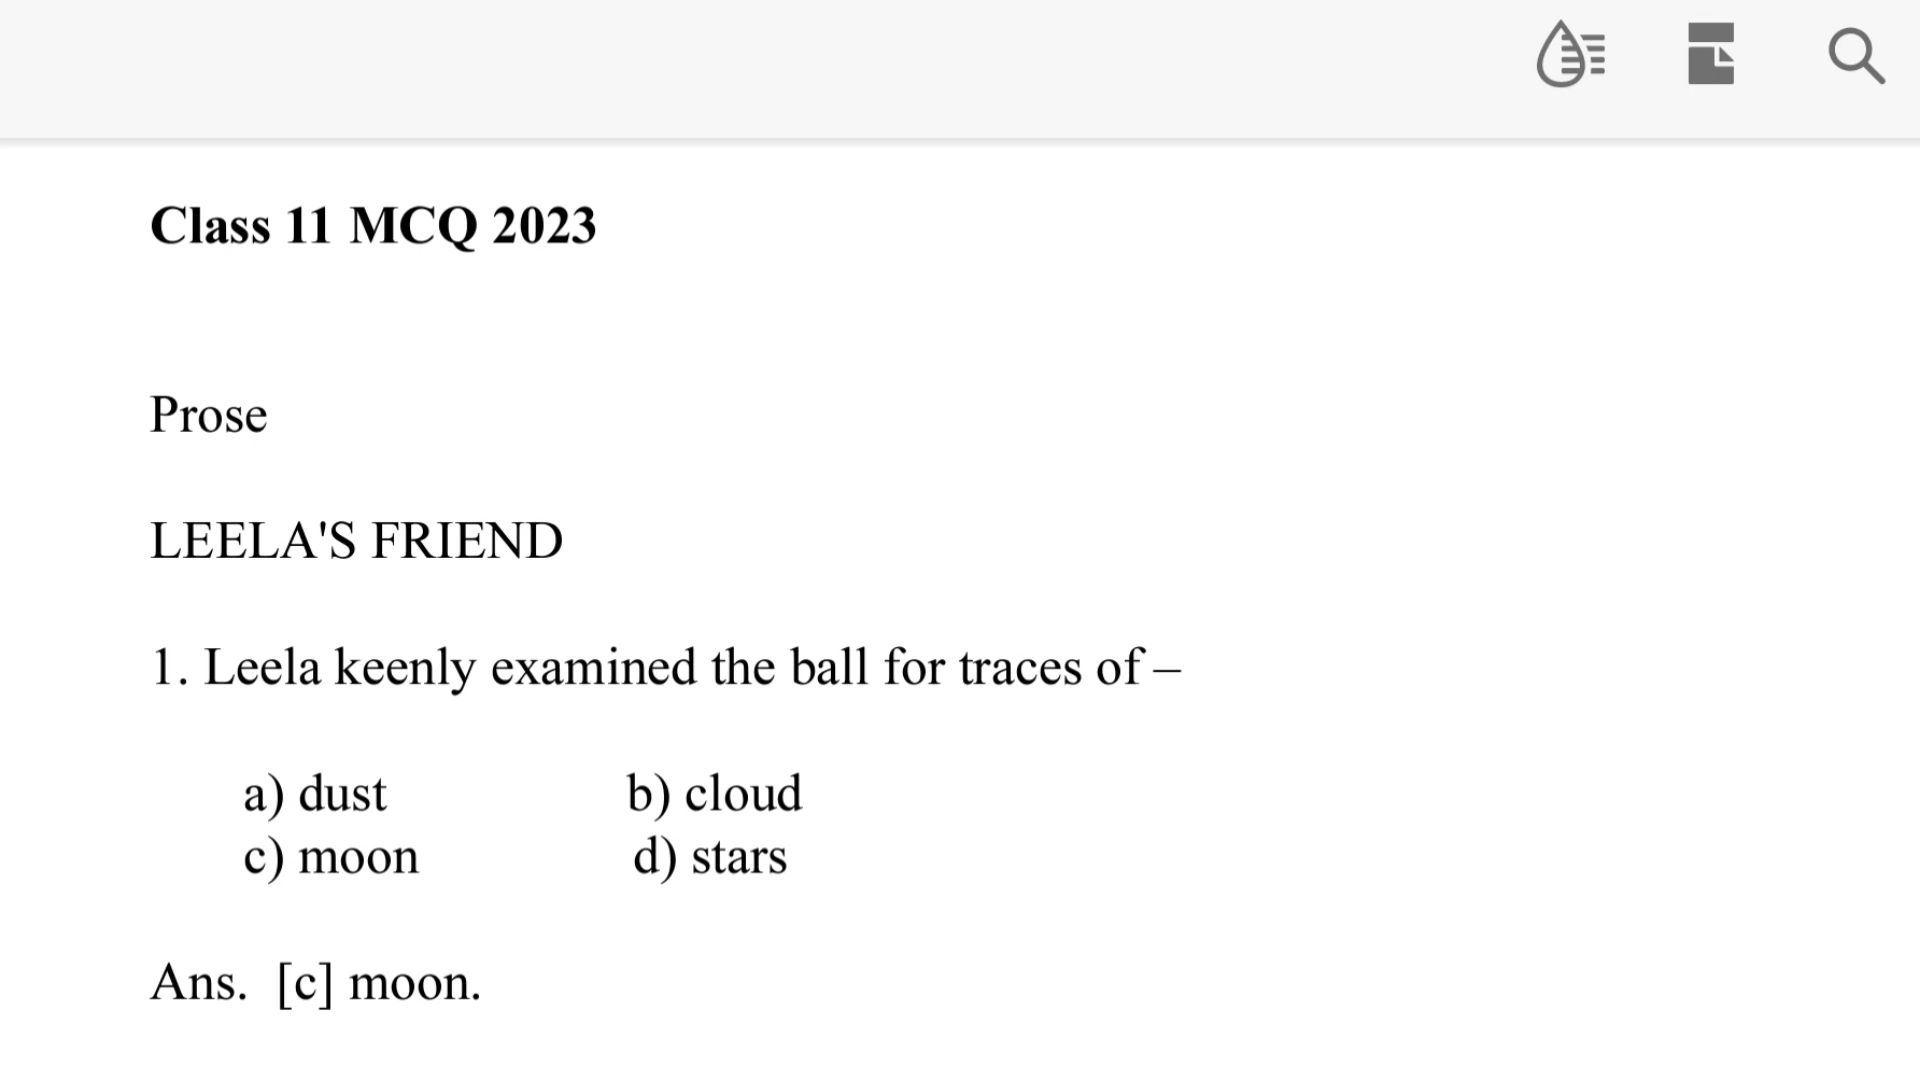 Class 11 MCQ 2023
Prose
LEELA'S FRIEND
1. Leela keenly examined the ball for traces of –
a) dust b) cloud
c) moon d) stars
Ans. [c] moon.